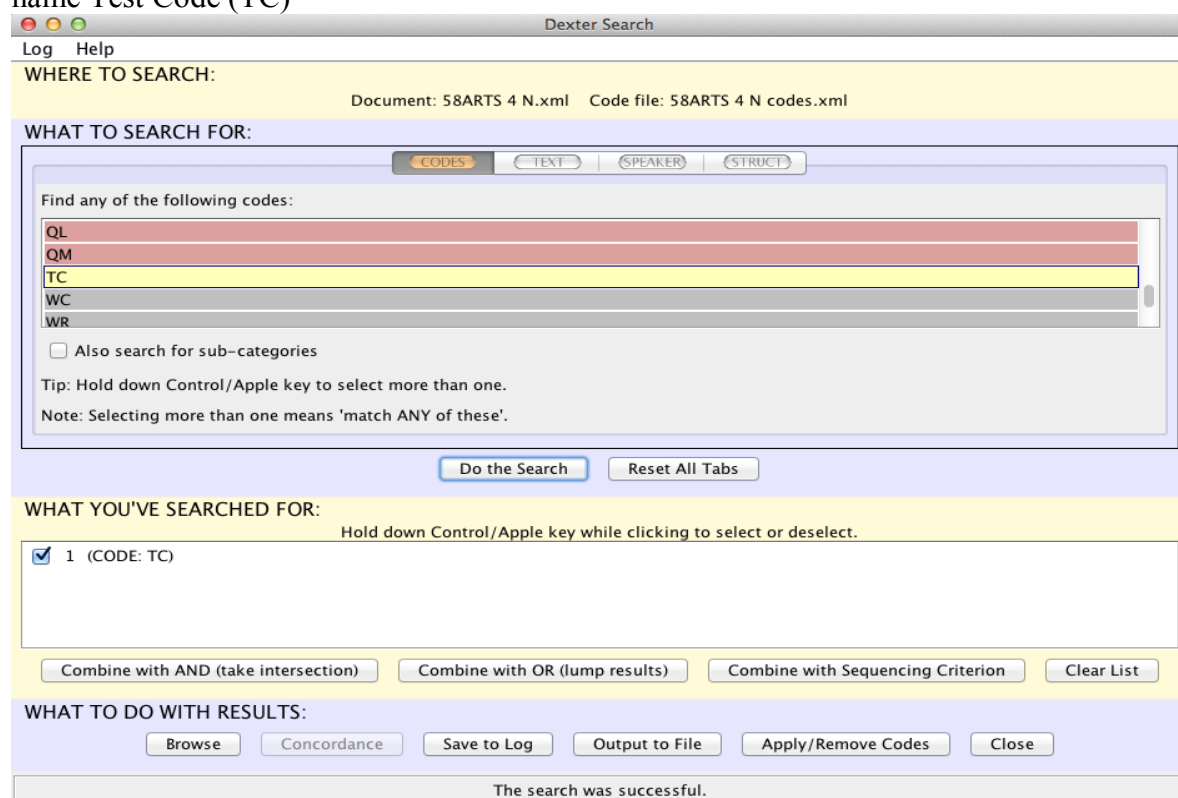 name Test Code (TC)
Dexter Search
Log Help
WHERE TO SEARCH:
Document: 58ARTS 4 N.xml Code file: 58ARTS 4 N codes.xml
WHAT TO SEARCH FOR:
CODES TEXT SPEAKER STRUCT
Find any of the following codes:
QL
QM
TC
WC
WR
Also search for sub-categories
Tip: Hold down Control/Apple key to select more than one.
Note: Selecting more than one means 'match ANY of these'.
Do the Search Reset All Tabs
WHAT YOU'VE SEARCHED FOR:
Hold down Control/Apple key while clicking to select or deselect.
1 (CODE: TC)
Combine with AND (take intersection) Combine with OR (lump results) Combine with Sequencing Criterion Clear List
WHAT TO DO WITH RESULTS:
Browse Concordance Save to Log Output to File Apply/Remove Codes Close
The search was successful.